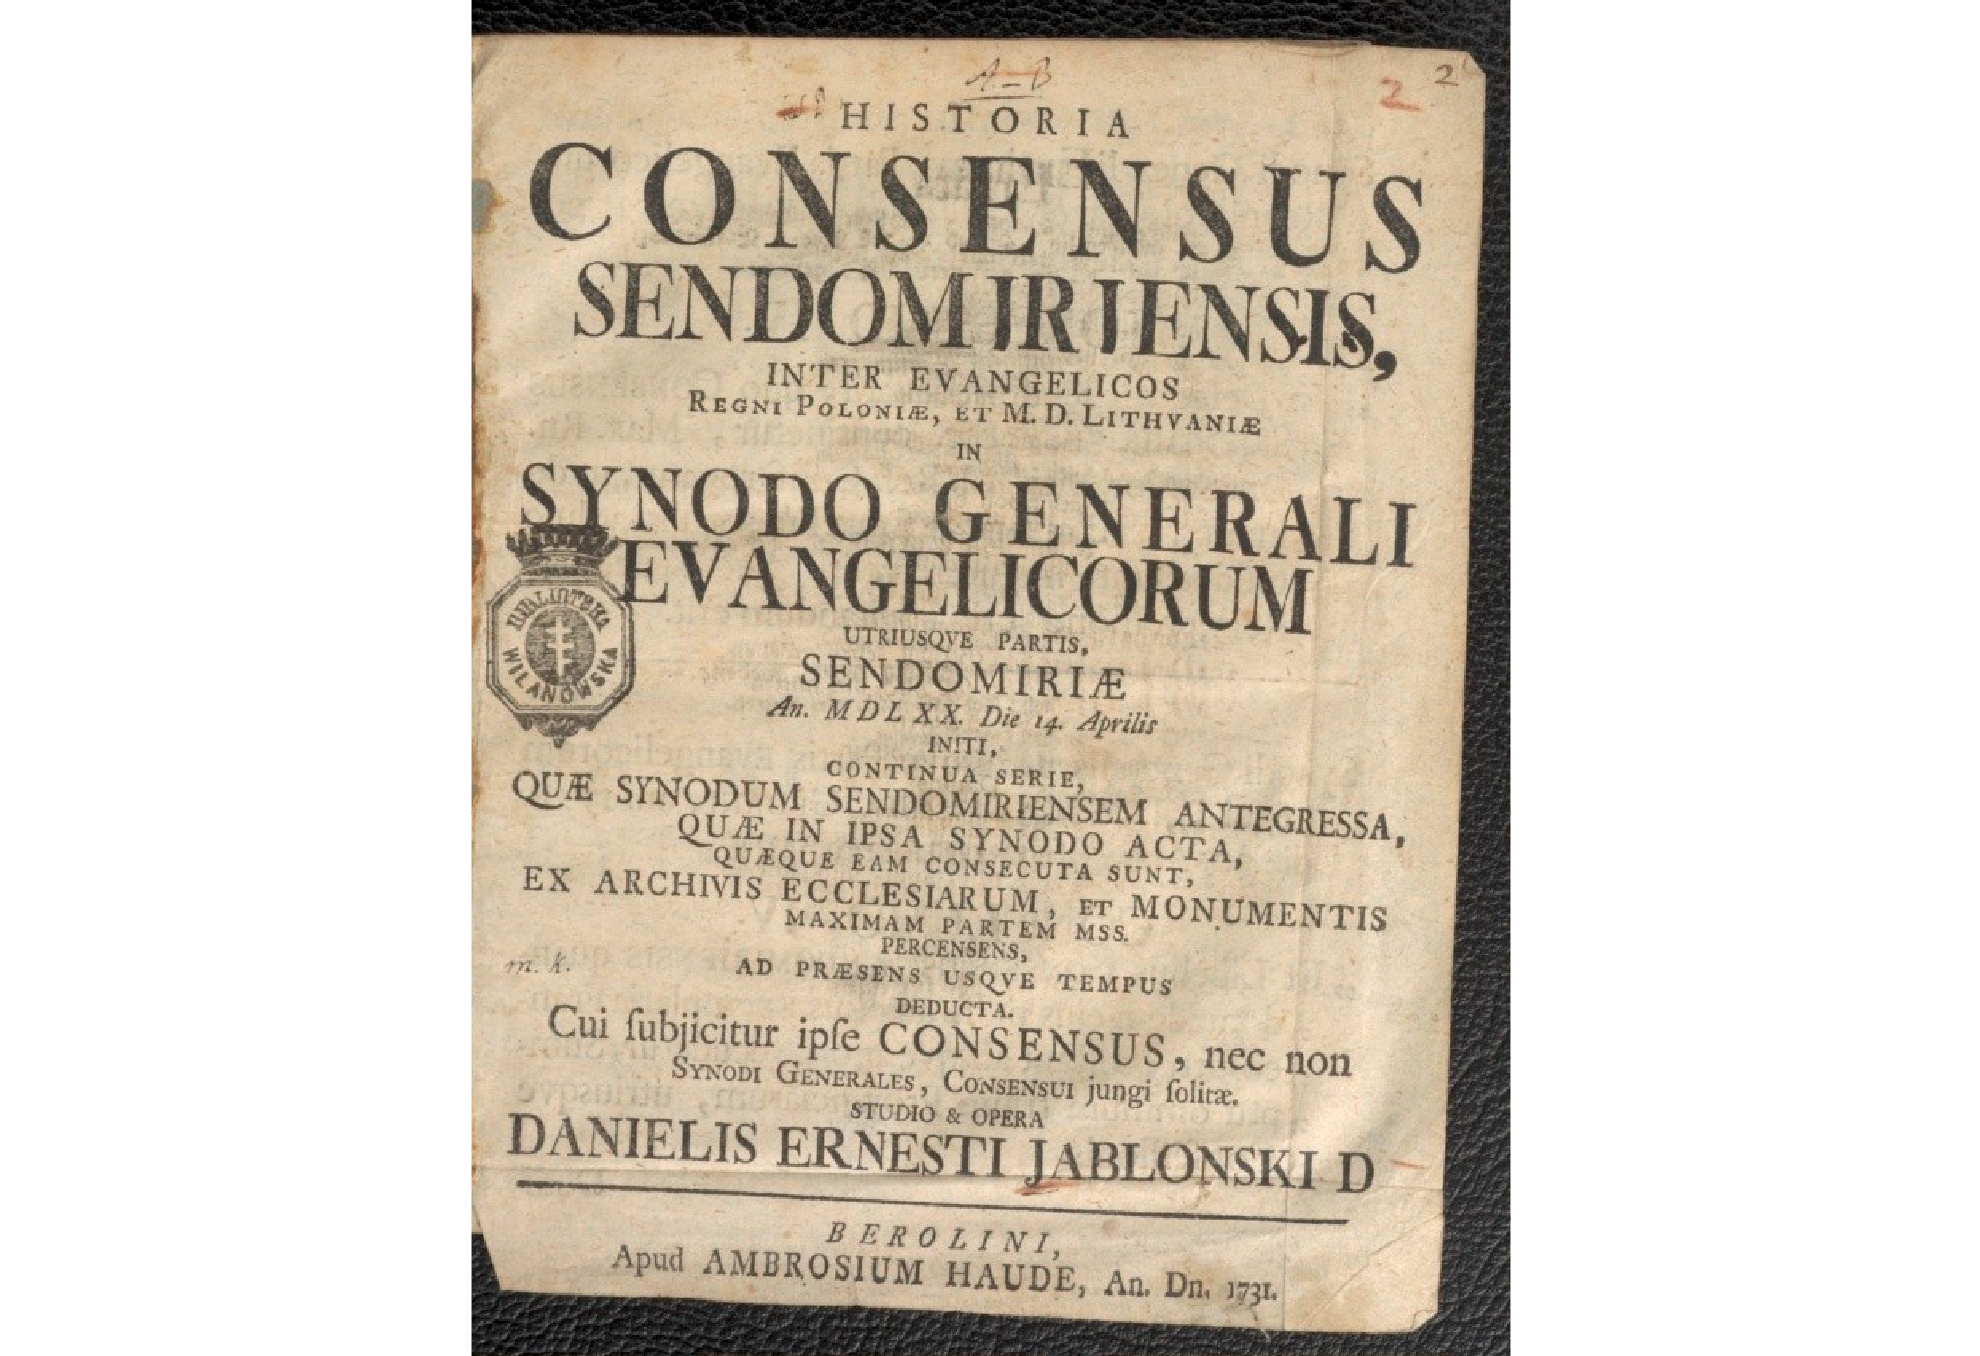 A-B
2 2
HISTORIA
CONSENSUS
SENDOMIRIENSIS,
INTER EVANGELICOS
REGNI POLONIÆ, ET M. D. LITHVANIÆ
IN
SYNODO GENERALI
EVANGELICORUM
UTRIUSQVE PARTIS,
SENDOMIRIÆ
An. MDLXX. Die 14. Aprilis
INITI,
CONTINUA SERIE,
QUÆ SYNODUM SENDOMIRIENSEM ANTEGRESSA,
QUÆ IN IPSA SYNODO ACTA,
QUÆQUE EAM CONSECUTA SUNT,
EX ARCHIVIS ECCLESIARUM, ET MONUMENTIS
MAXIMAM PARTEM MSS.
PERCENSENS,
m. k.
AD PRÆSENS USQVE TEMPUS
DEDUCTA.
Cui ſubjicitur ipſe CONSENSUS, nec non
SYNODI GENERALES, CONSENSUI jungi ſolitæ.
STUDIO & OPERA
DANIELIS ERNESTI JABLONSKI D
BEROLINI,
Apud AMBROSIUM HAUDE, An. Dn. 1731.
BIBLIOTEKA
WILANOWSKA